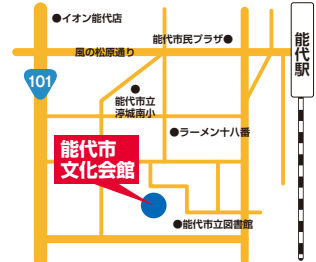 ●イオン能代店
能代市民プラザ●
風の松原通り
能代駅
101
●
能代市立
渟城南小
●ラーメン十八番
能代市
文化会館
●能代市立図書館